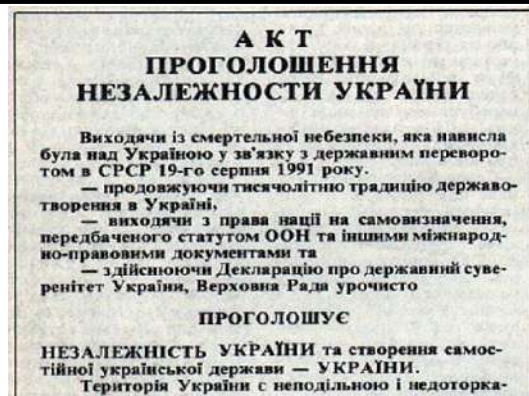 АКТ
ПРОГОЛОШЕННЯ
НЕЗАЛЕЖНОСТИ УКРАЇНИ
Виходячи із смертельної небезпеки, яка нависла
була над Україною у зв'язку з державним переворо-
том в СРСР 19-го серпня 1991 року.
— продовжуючи тисячолітню традицію державо-
творення в Україні,
— виходячи з права нації на самовизначення,
передбаченого статутом ООН та іншими міжнарод-
но-правовими документами та
— здійснюючи Декларацію про державний суве-
ренітет України, Верховна Рада урочисто
ПРОГОЛОШУЄ
НЕЗАЛЕЖНІСТЬ УКРАЇНИ та створення самос-
тійної української держави — УКРАЇНИ.
Територія України є неподільною і недоторка-